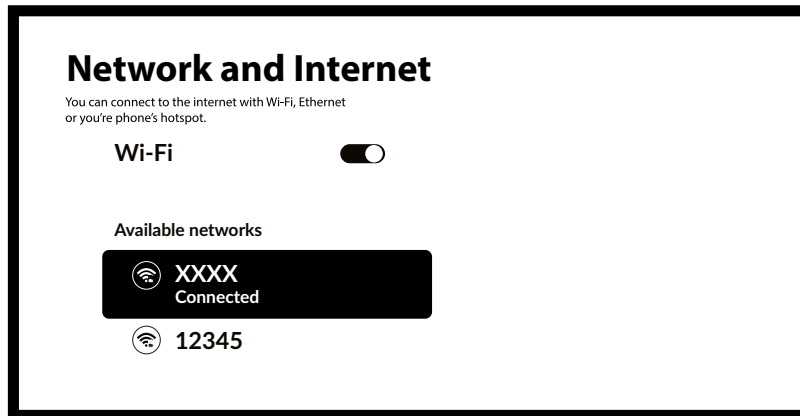 Network and Internet
You can connect to the internet with Wi-Fi, Ethernet
or you're phone's hotspot.
Wi-Fi
Available networks
XXXX
Connected
12345